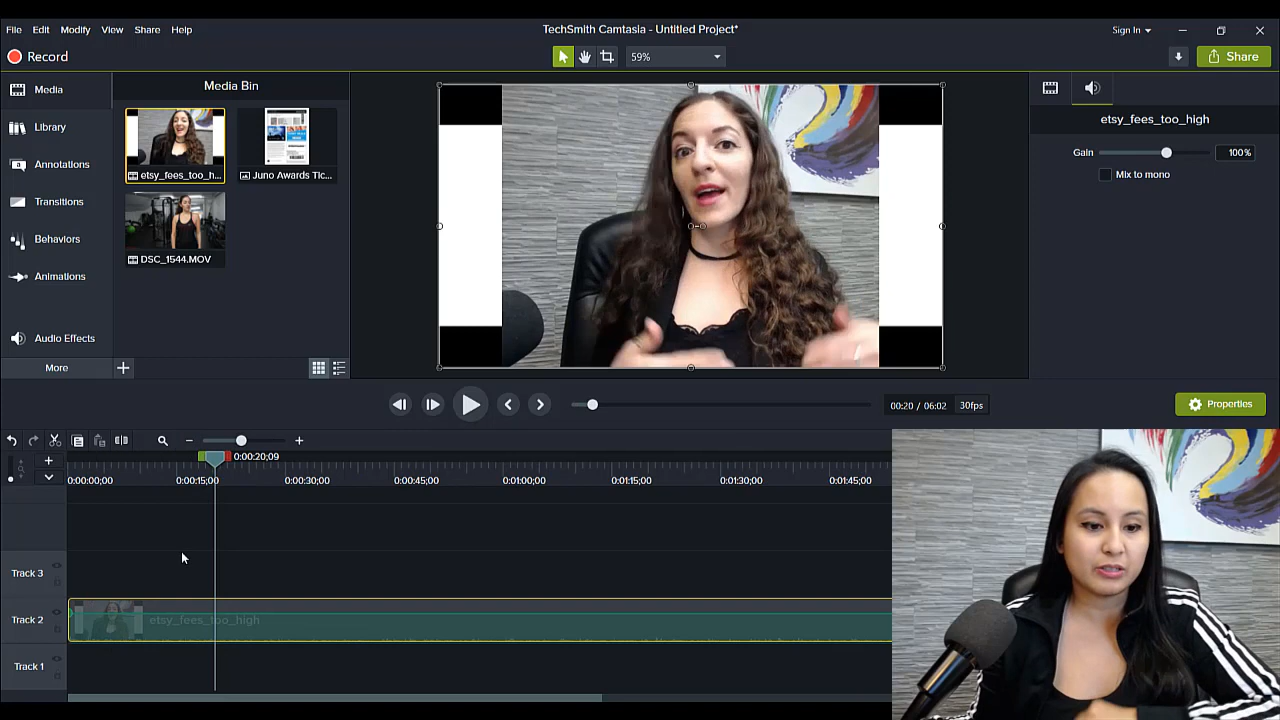 TechSmith Camtasia - Untitled Project*
File Edit Modify View Share Help
Sign In
Record
59%
Share
Media
Library
Annotations
Transitions
Behaviors
Animations
Audio Effects
More
Media Bin
etsy_fees_too_h...
Juno Awards Tic...
DSC_1544.MOV
etsy_fees_too_high
Gain
100%
Mix to mono
00:20 / 06:02
30fps
Properties
0:00:20;09
0:00:00;00
0:00:15;00
0:00:30;00
0:00:45;00
0:01:00;00
0:01:15;00
0:01:30;00
0:01:45;00
Track 3
Track 2
etsy_fees_too_high
Track 1